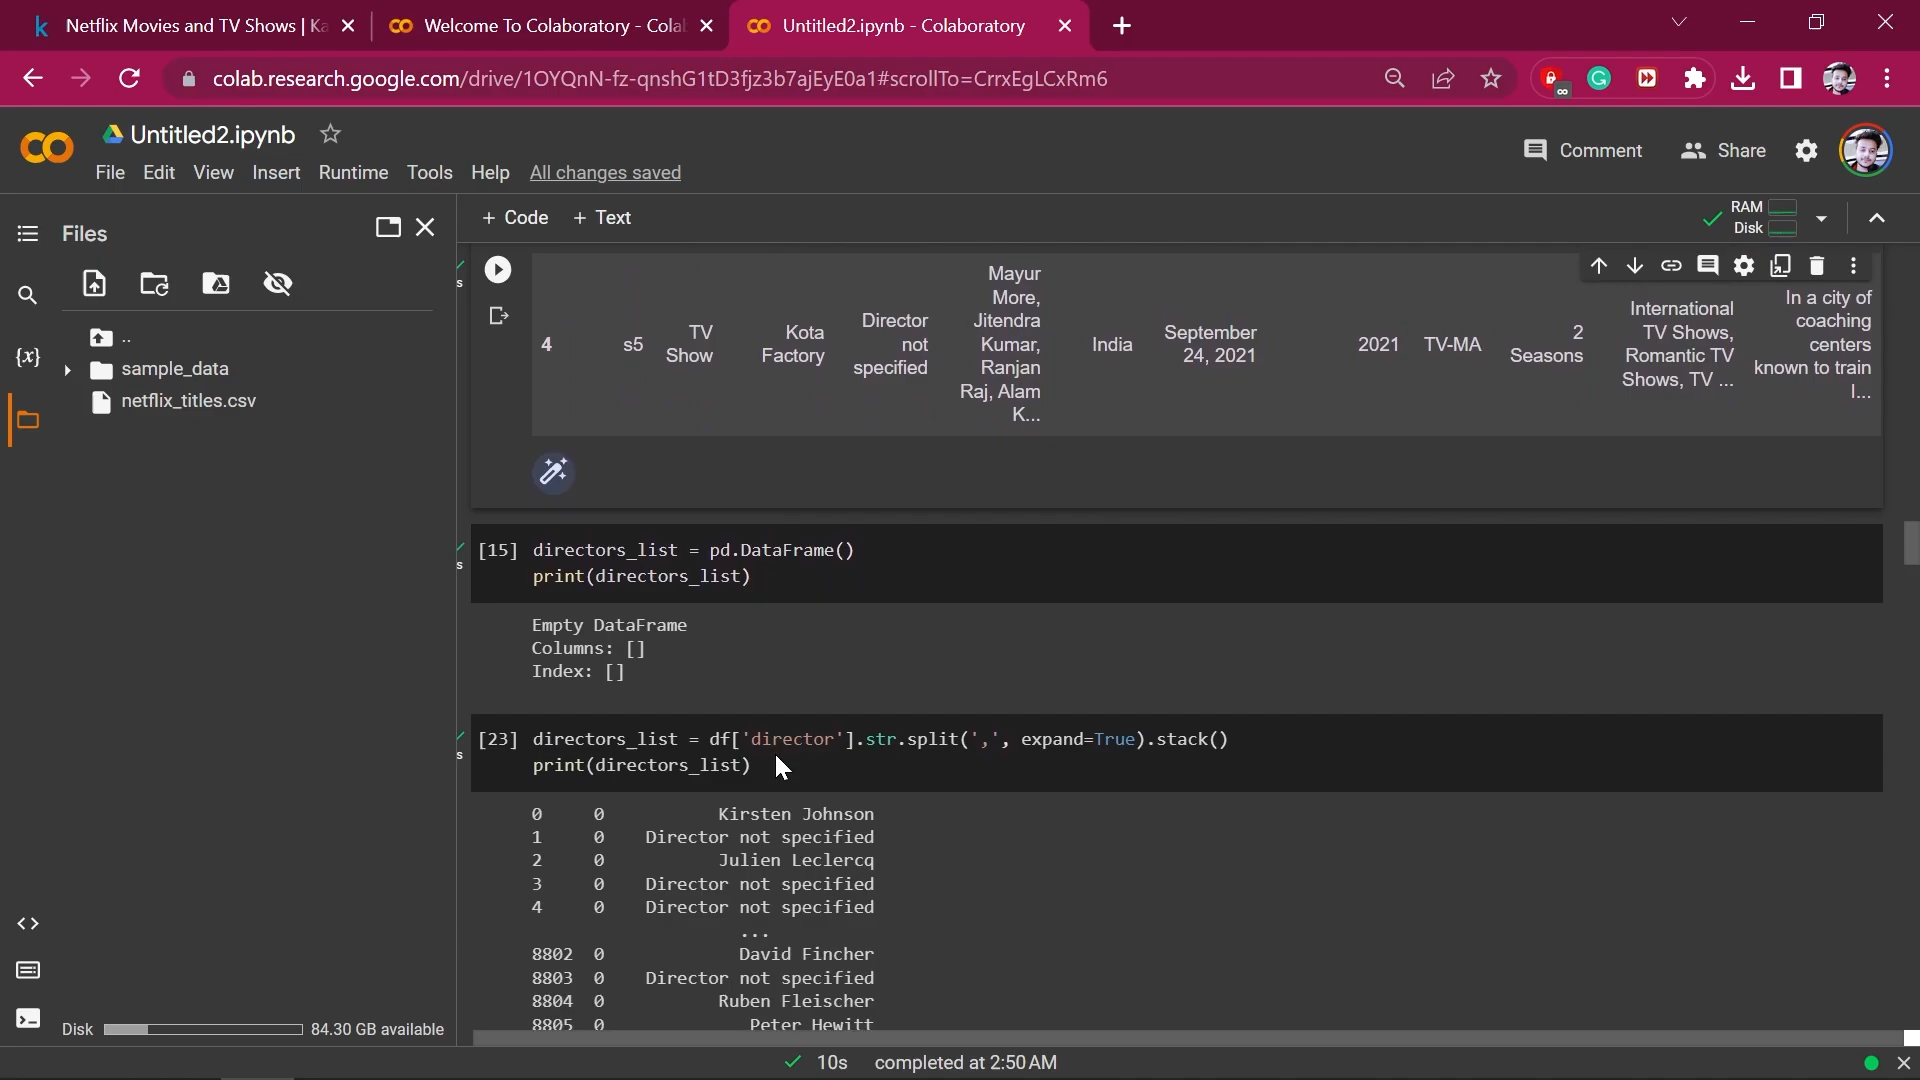 Netflix Movies and TV Shows | Ka
Welcome To Colaboratory - Colab
Untitled2.ipynb - Colaboratory
colab.research.google.com/drive/1OYQnN-fz-qnshG1tD3fjz3b7ajEyE0a1#scrollTo=CrrxEgLCxRm6
Untitled2.ipynb
Comment
Share
File Edit View Insert Runtime Tools Help All changes saved
Files
+ Code + Text
RAM
Disk
..
sample_data
netflix_titles.csv
{x}
s
4
s5
TV
Show
Kota
Factory
Director
not
specified
Mayur
More,
Jitendra
Kumar,
Ranjan
Raj, Alam
K...
India
September
24, 2021
2021
TV-MA
2
Seasons
International
TV Shows,
Romantic TV
Shows, TV ...
In a city of
coaching
centers
known to train
I...
[15] directors_list = pd.DataFrame()
s
print(directors_list)
Empty DataFrame
Columns: []
Index: []
[23] directors_list = df['director'].str.split(',', expand=True).stack()
s
print(directors_list)
0 0 Kirsten Johnson
1 0 Director not specified
2 0 Julien Leclercq
3 0 Director not specified
4 0 Director not specified
...
8802 0 David Fincher
8803 0 Director not specified
8804 0 Ruben Fleischer
8805 0 Peter Hewitt
Disk 84.30 GB available
10s completed at 2:50 AM